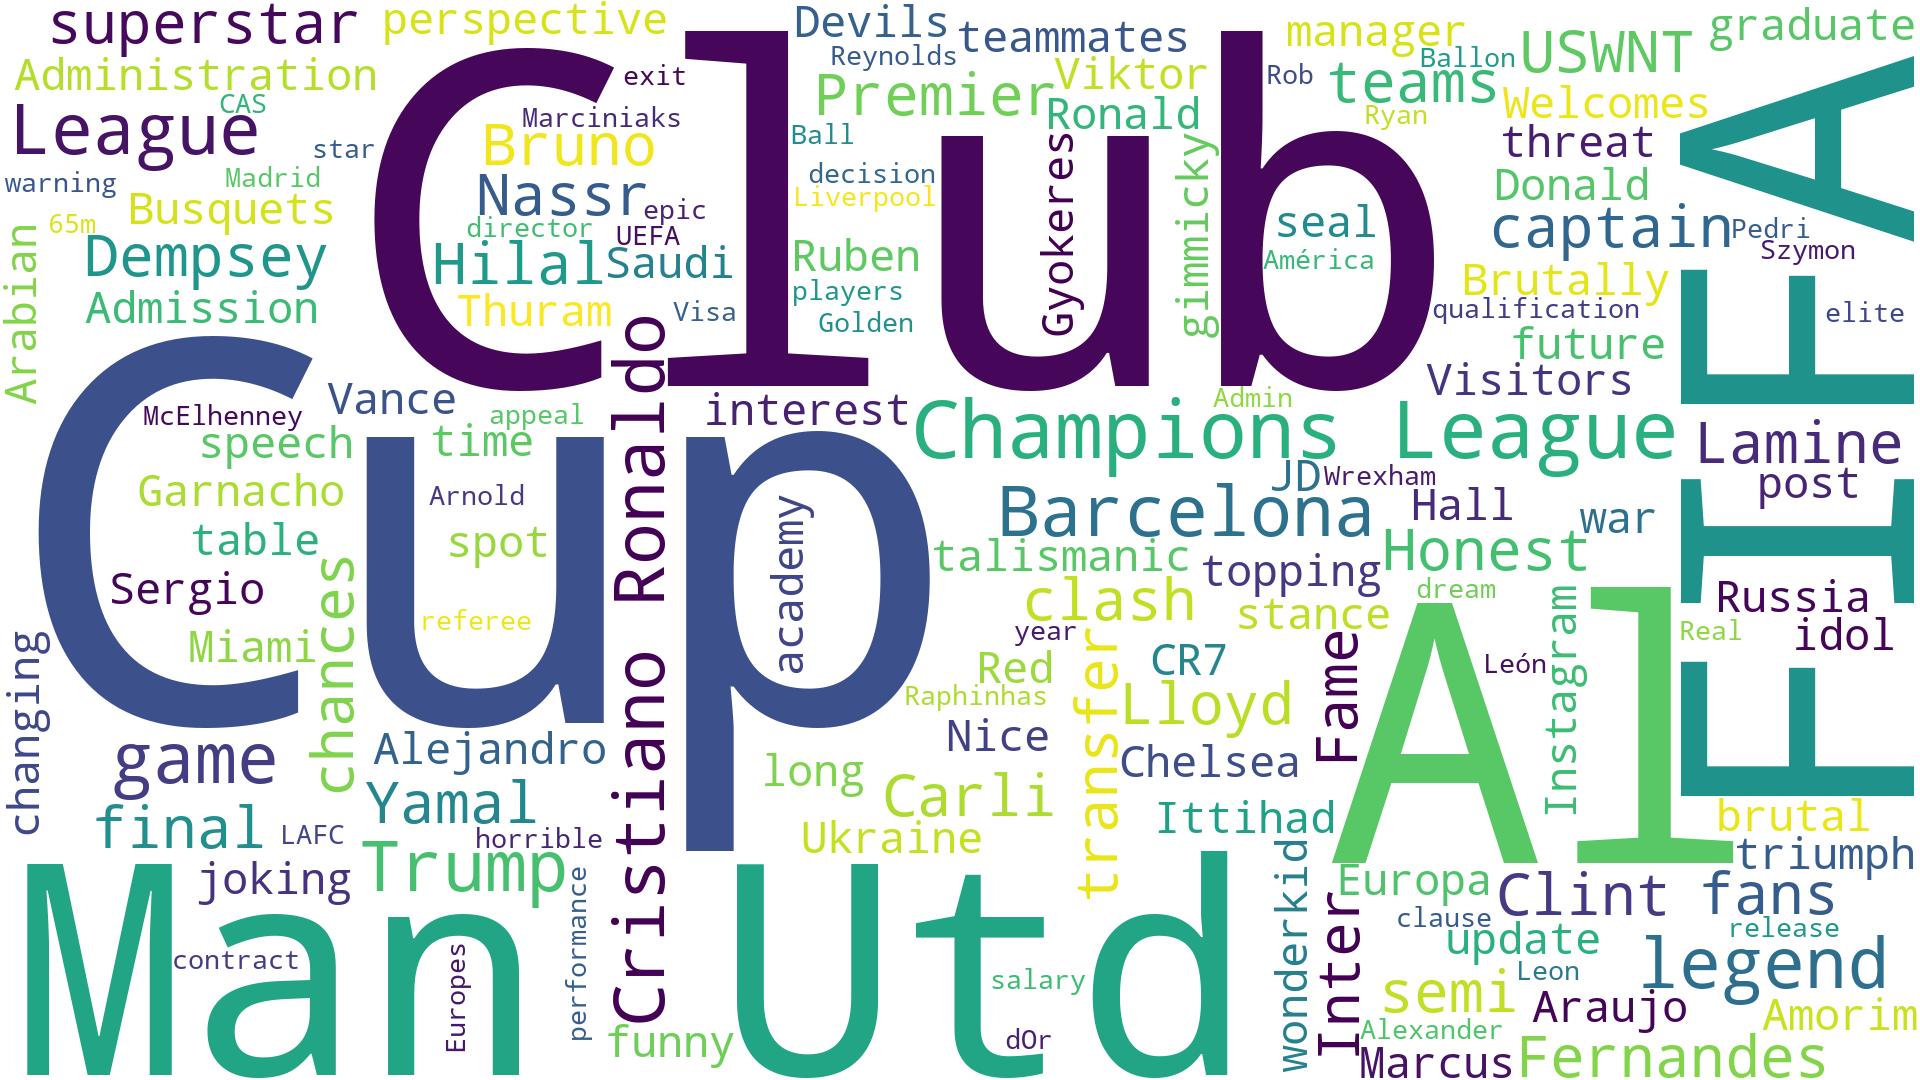 superstar
perspective
Devils
teammates
manager
graduate
Administration
exit
Reynolds
Viktor
Rob
Ballon
USWNT
League
CAS
Club
Marciniaks
Premier
Ronald
teams
Ryan
Welcomes
star
Bruno
Ball
threat
warning
Madrid
Nassr
decision
Donald
65m
Busquets
epic
Liverpool
Gyokeres
gimmicky
seal
captain
Pedri
director
UEFA
Szymon
Arabian
Dempsey
Hilal
Saudi
Ruben
América
Brutally
Admission
Thuram
Visa
players
Golden
qualification
elite
FIFA
future
Cup
McElhenney
Vance
appeal
Cristiano Ronaldo
interest
Admin
Visitors
speech
time
Champions League
Lamine
Garnacho
Arnold
academy
JD
Wrexham
post
table
spot
Barcelona
Hall
war
Sergio
chances
talismanic
topping
Honest
referee
clash
stance
dream
Russia
Miami
year
Real
idol
changing
Red
CR7
Fame
Al
León
Instagram
game
Alejandro
Raphinhas
transfer
Lloyd
Nice
Chelsea
final
LAFC
Yamal
long
Carli
Ittihad
brutal
horrible
Ukraine
triumph
joking
Trump
wonderkid
Inter
Europa
Clint
fans
Man Utd
performance
clause
release
contract
Europes
salary
update
legend
semi
Leon
Araujo
Amorim
funny
dOr
Alexander
Marcus
Fernandes